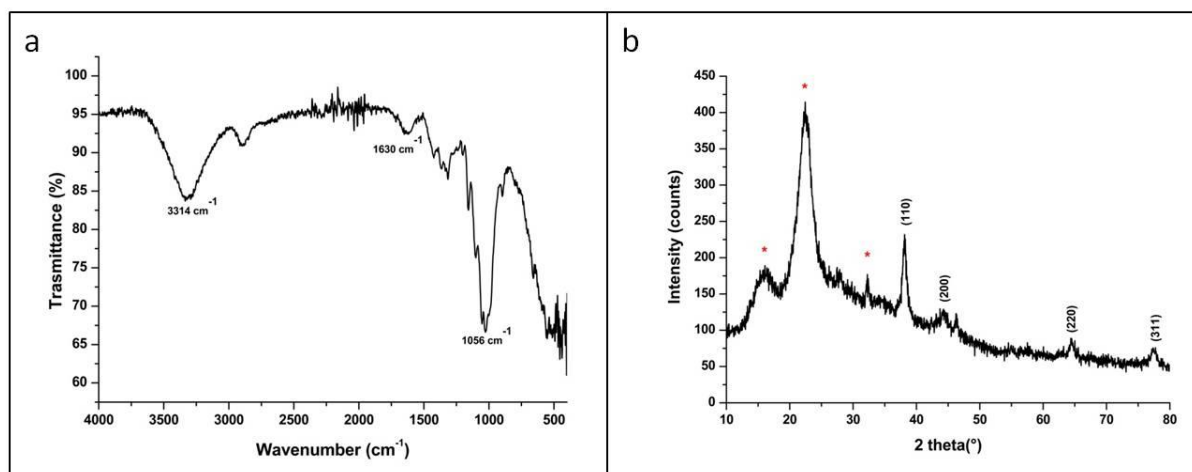 a
100
95
90
85
80
75
70
65
60
Trasmittance (%)
3314 cm-1
1630 cm-1
1056 cm-1
4000 3500 3000 2500 2000 1500 1000 500
Wavenumber (cm-1)
b
450
400
350
300
250
200
150
100
50
0
Intensity (counts)
*
*
*
(110)
(200)
(220)
(311)
10 20 30 40 50 60 70 80
2 theta(°)